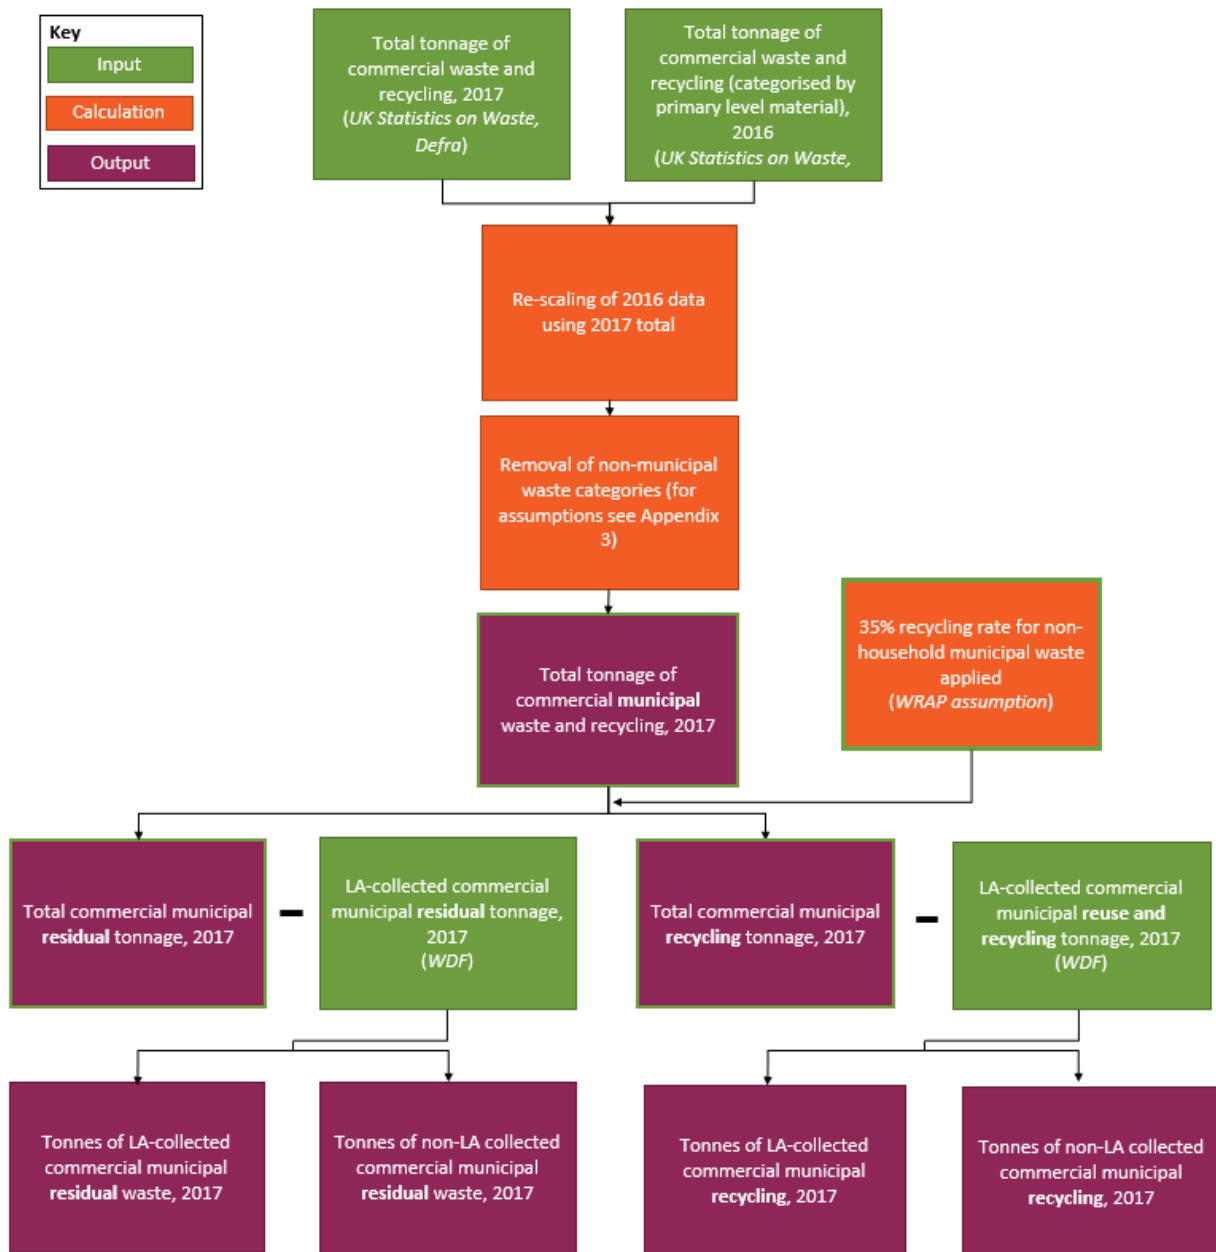 Key
Input
Calculation
Output
Total tonnage of
commercial waste and
recycling, 2017
(UK Statistics on Waste,
Defra)
Total tonnage of
commercial waste and
recycling (categorised by
primary level material),
2016
(UK Statistics on Waste,
Re-scaling of 2016 data
using 2017 total
Removal of non-municipal
waste categories (for
assumptions see Appendix
3)
35% recycling rate for non-
household municipal waste
applied
(WRAP assumption)
Total tonnage of
commercial municipal
waste and recycling, 2017
Total commercial municipal
residual tonnage, 2017
-
LA-collected commercial
municipal residual tonnage,
2017
(WDF)
Total commercial municipal
recycling tonnage, 2017
-
LA-collected commercial
municipal reuse and
recycling tonnage, 2017
(WDF)
Tonnes of LA-collected
commercial municipal
residual waste, 2017
Tonnes of non-LA collected
commercial municipal
residual waste, 2017
Tonnes of LA-collected
commercial municipal
recycling, 2017
Tonnes of non-LA collected
commercial municipal
recycling, 2017